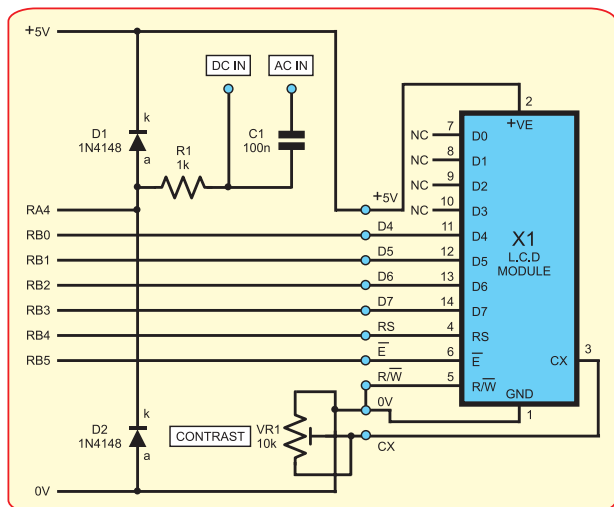 +5V
DC IN
AC IN
2
+VE
k
D1
1N4148
a
C1
100n
R1
1k
NC 7 D0
NC 8 D1
NC 9 D2
NC 10 D3
+5V
X1
L.C.D
MODULE
RA4
RB0 D4 11 D4
RB1 D5 12 D5
RB2 D6 13 D6
RB3 D7 14 D7
RB4 RS 4 RS
RB5 E̅ 6 E̅
R/W̅ 5 R/W̅
CX 3
GND
1
0V
k
D2
1N4148
a
CONTRAST
VR1
10k
CX
0V